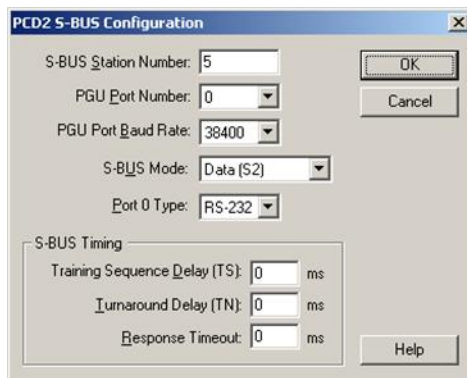 PCD2 S-BUS Configuration
S-BUS Station Number: 5
OK
PGU Port Number: 0
Cancel
PGU Port Baud Rate: 38400
S-BUS Mode: Data (S2)
Port 0 Type: RS-232
S-BUS Timing
Training Sequence Delay (TS): 0 ms
Turnaround Delay (TN): 0 ms
Response Timeout: 0 ms
Help